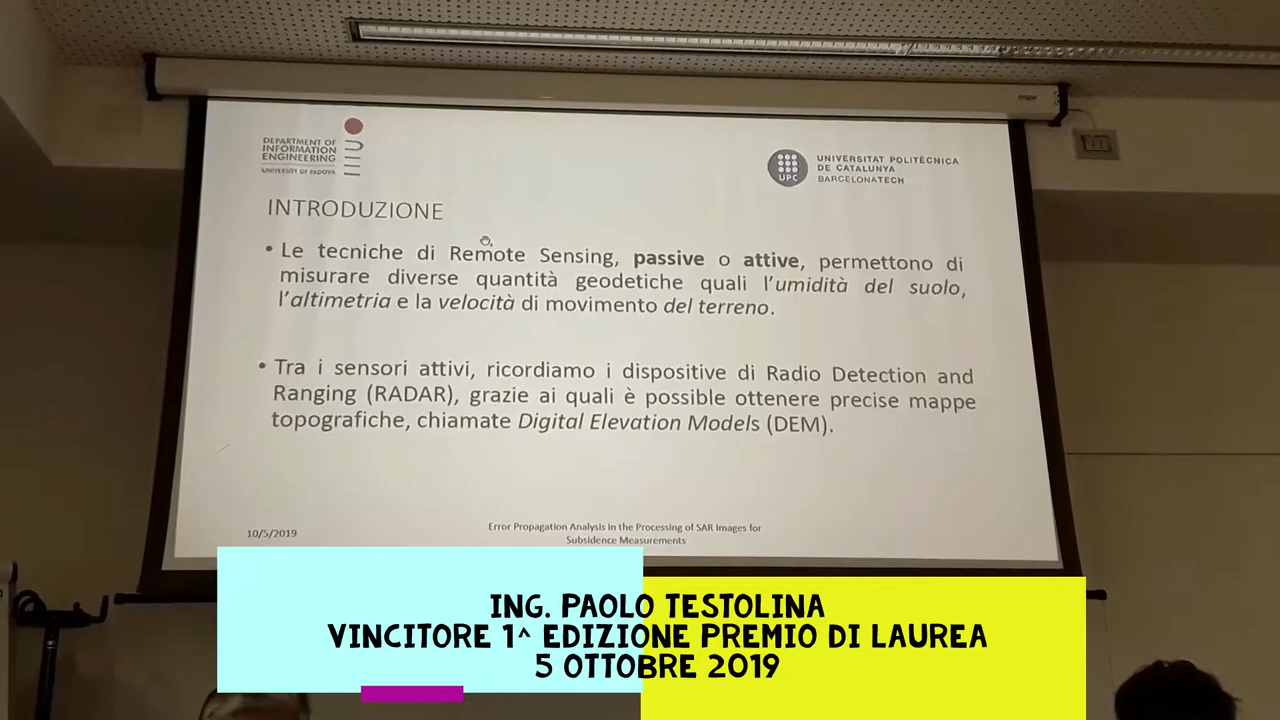 DEPARTMENT OF
INFORMATION
ENGINEERING
UNIVERSITY OF PADOVA
UPC
UNIVERSITAT POLITÈCNICA
DE CATALUNYA
BARCELONATECH
INTRODUZIONE
• Le tecniche di Remote Sensing, passive o attive, permettono di
misurare diverse quantità geodetiche quali l'umidità del suolo,
l'altimetria e la velocità di movimento del terreno.
• Tra i sensori attivi, ricordiamo i dispositive di Radio Detection and
Ranging (RADAR), grazie ai quali è possibile ottenere precise mappe
topografiche, chiamate Digital Elevation Models (DEM).
10/5/2019
Error Propagation Analysis in the Processing of SAR Images for
Subsidence Measurements
ING. PAOLO TESTOLINA
VINCITORE 1^ EDIZIONE PREMIO DI LAUREA
5 OTTOBRE 2019